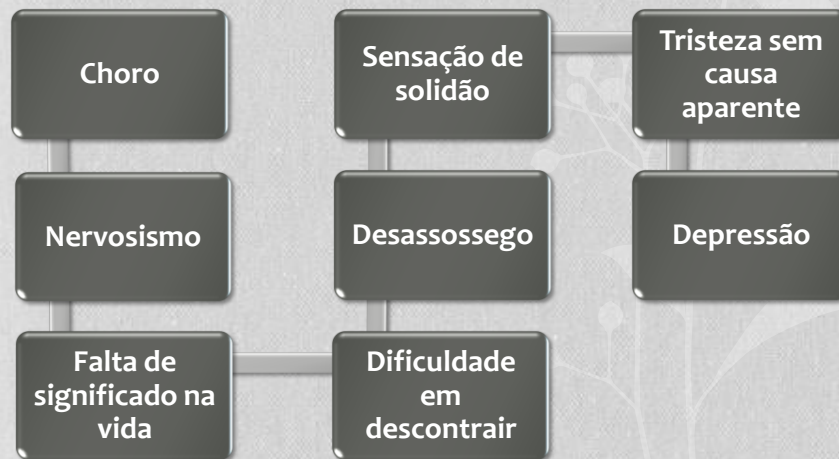 Choro
Nervosismo
Falta de
significado na
vida
Dificuldade
em
descontrair
Desassossego
Sensação de
solidão
Tristeza sem
causa
aparente
Depressão